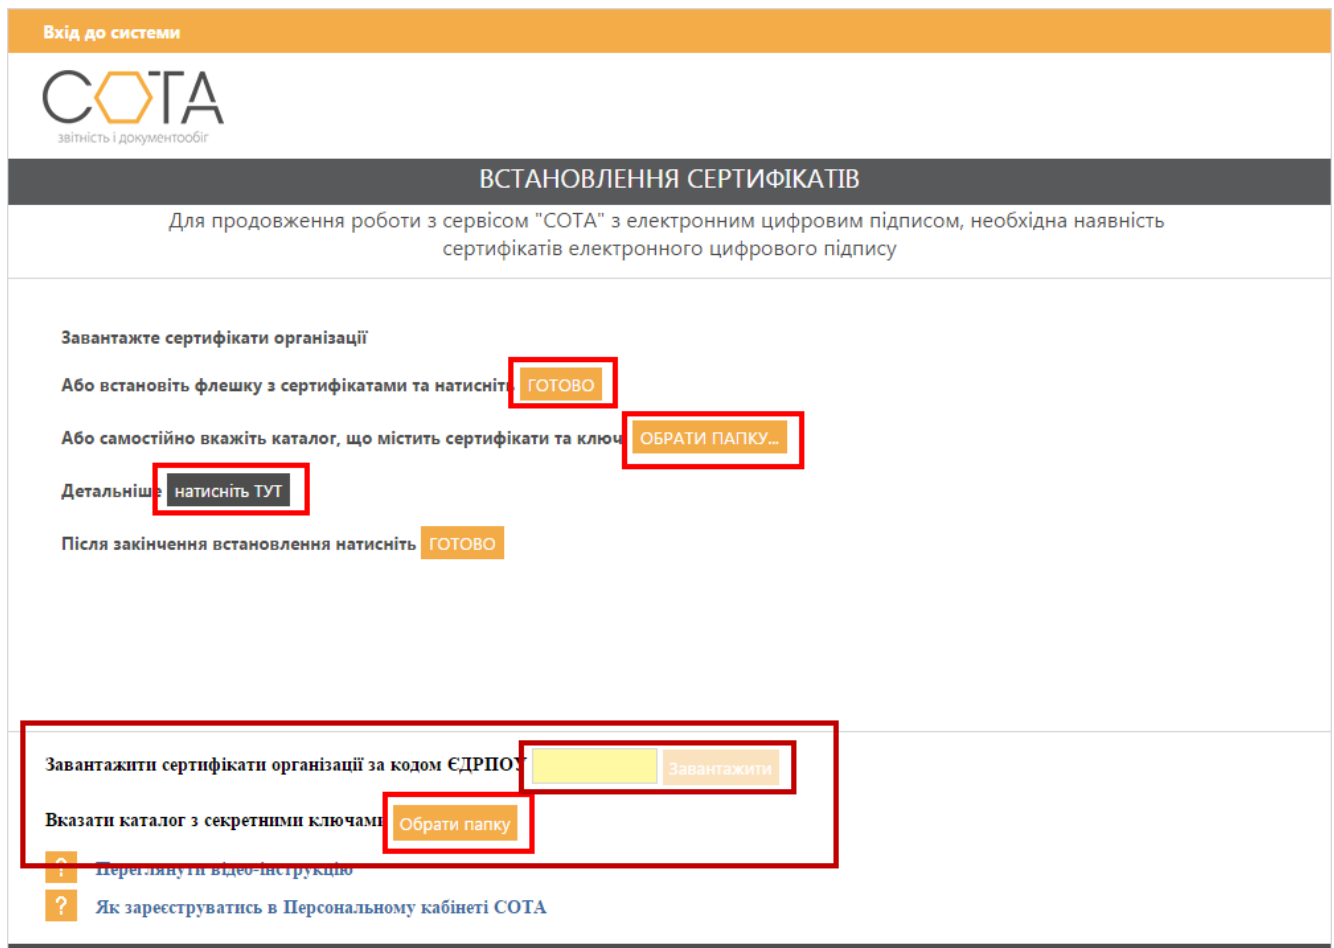 Вхід до системи
СОТА
звітність і документообіг
ВСТАНОВЛЕННЯ СЕРТИФІКАТІВ
Для продовження роботи з сервісом "СОТА" з електронним цифровим підписом, необхідна наявність
сертифікатів електронного цифрового підпису
Завантажте сертифікати організації
Або встановіть флешку з сертифікатами та натисніть ГОТОВО
Або самостійно вкажіть каталог, що містить сертифікати та ключ ОБРАТИ ПАПКУ...
Детальніше натисніть ТУТ
Після закінчення встановлення натисніть ГОТОВО
Завантажити сертифікати організації за кодом ЄДРПОУ Завантажити
Вказати каталог з секретними ключами Обрати папку
? Переглянути відео-інструкцію
? Як зареєструватись в Персональному кабінеті СОТА